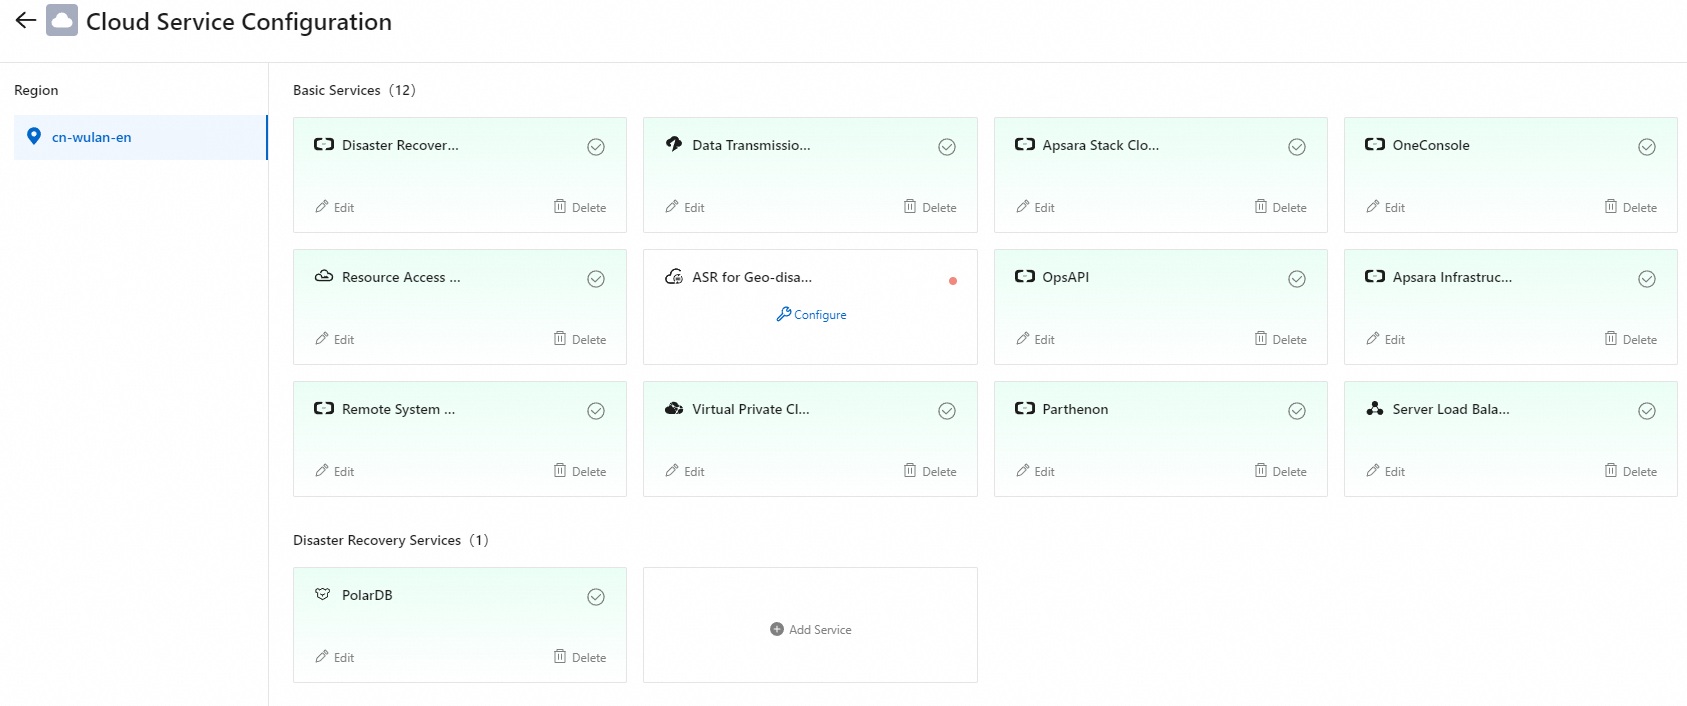 Cloud Service Configuration
Region
cn-wulan-en
Basic Services (12)
Disaster Recover...
Data Transmissio...
Apsara Stack Clo...
OneConsole
Edit Delete
Edit Delete
Edit Delete
Edit Delete
Resource Access ...
ASR for Geo-disa...
OpsAPI
Apsara Infrastruc...
Configure
Edit Delete
Edit Delete
Edit Delete
Remote System ...
Virtual Private Cl...
Parthenon
Server Load Bala...
Edit Delete
Edit Delete
Edit Delete
Edit Delete
Disaster Recovery Services (1)
PolarDB
Add Service
Edit Delete